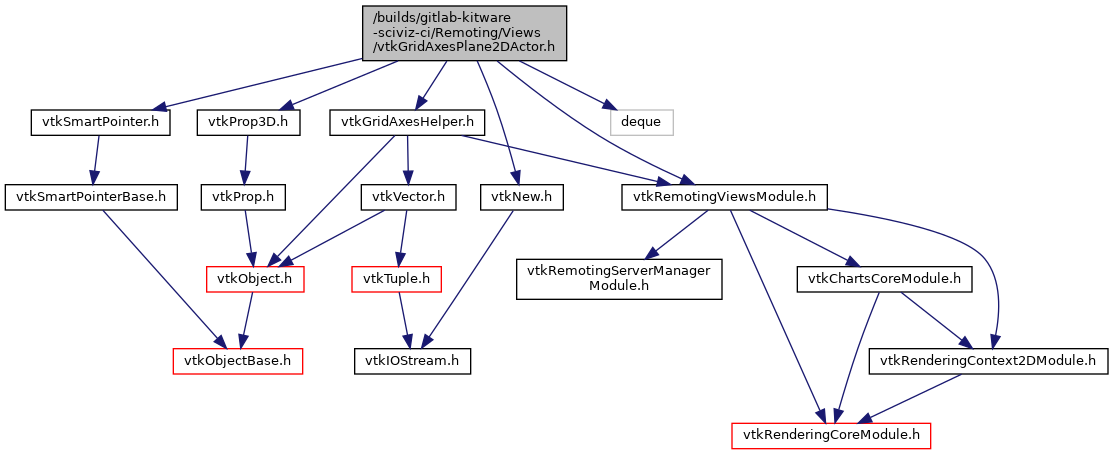 /builds/gitlab-kitware
-sciviz-ci/Remoting/Views
/vtkGridAxesPlane2DActor.h
vtkSmartPointer.h
vtkProp3D.h
vtkGridAxesHelper.h
deque
vtkSmartPointerBase.h
vtkProp.h
vtkVector.h
vtkNew.h
vtkRemotingViewsModule.h
vtkObject.h
vtkTuple.h
vtkRemotingServerManager
Module.h
vtkChartsCoreModule.h
vtkObjectBase.h
vtkIOStream.h
vtkRenderingContext2DModule.h
vtkRenderingCoreModule.h